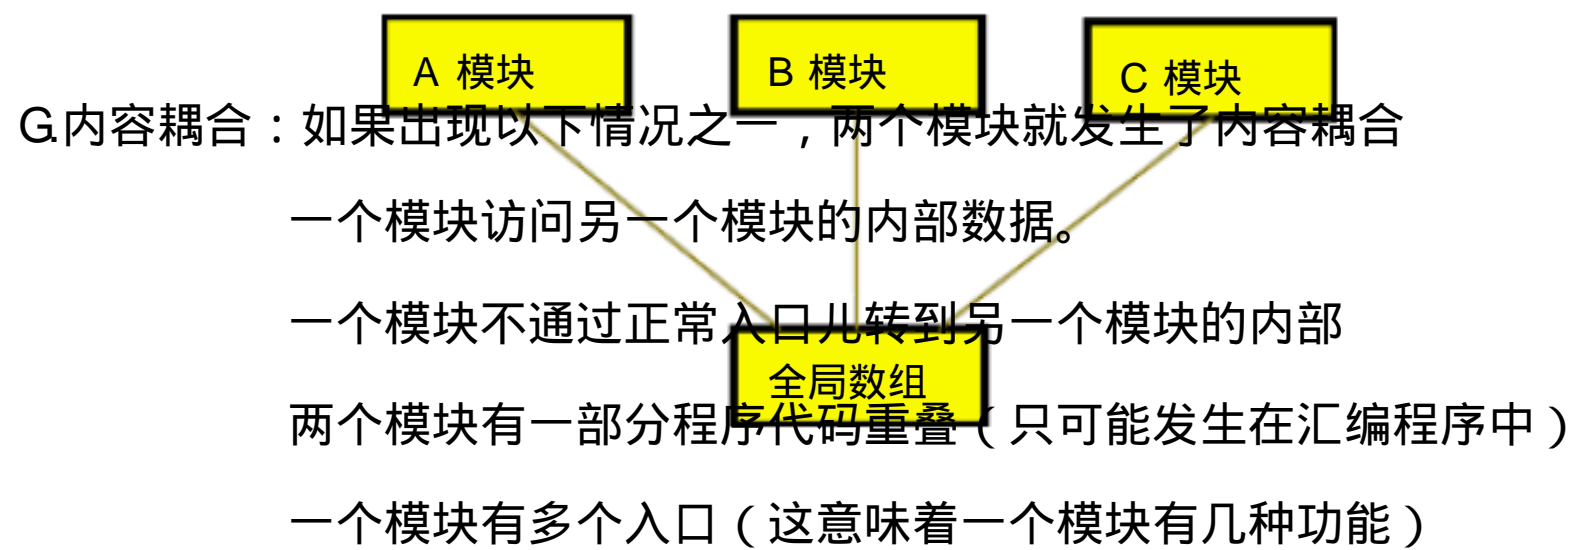 A 模块
B 模块
C 模块
G.内容耦合：如果出现以下情况之一，两个模块就发生了内容耦合
一个模块访问另一个模块的内部数据。
一个模块不通过正常入口儿转到另一个模块的内部
全局数组
两个模块有一部分程序代码重叠（只可能发生在汇编程序中）
一个模块有多个入口（这意味着一个模块有几种功能）